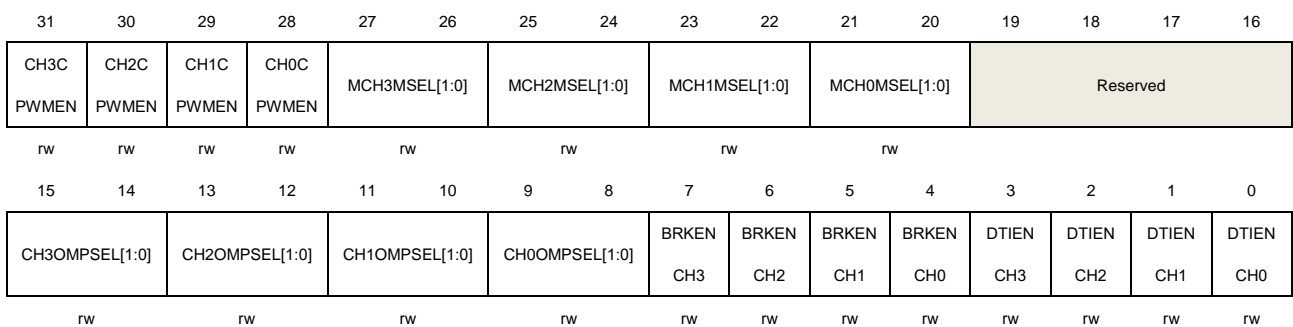 31 30 29 28 27 26 25 24 23 22 21 20 19 18 17 16
CH3C CH2C CH1C CH0C
MCH3MSEL[1:0] MCH2MSEL[1:0] MCH1MSEL[1:0] MCH0MSEL[1:0] Reserved
PWMEN PWMEN PWMEN PWMEN
rw rw rw rw rw rw rw rw
15 14 13 12 11 10 9 8 7 6 5 4 3 2 1 0
BRKEN BRKEN BRKEN BRKEN DTIEN DTIEN DTIEN DTIEN
CH3OMPSEL[1:0] CH2OMPSEL[1:0] CH1OMPSEL[1:0] CH0OMPSEL[1:0]
CH3 CH2 CH1 CH0 CH3 CH2 CH1 CH0
rw rw rw rw rw rw rw rw rw rw rw rw